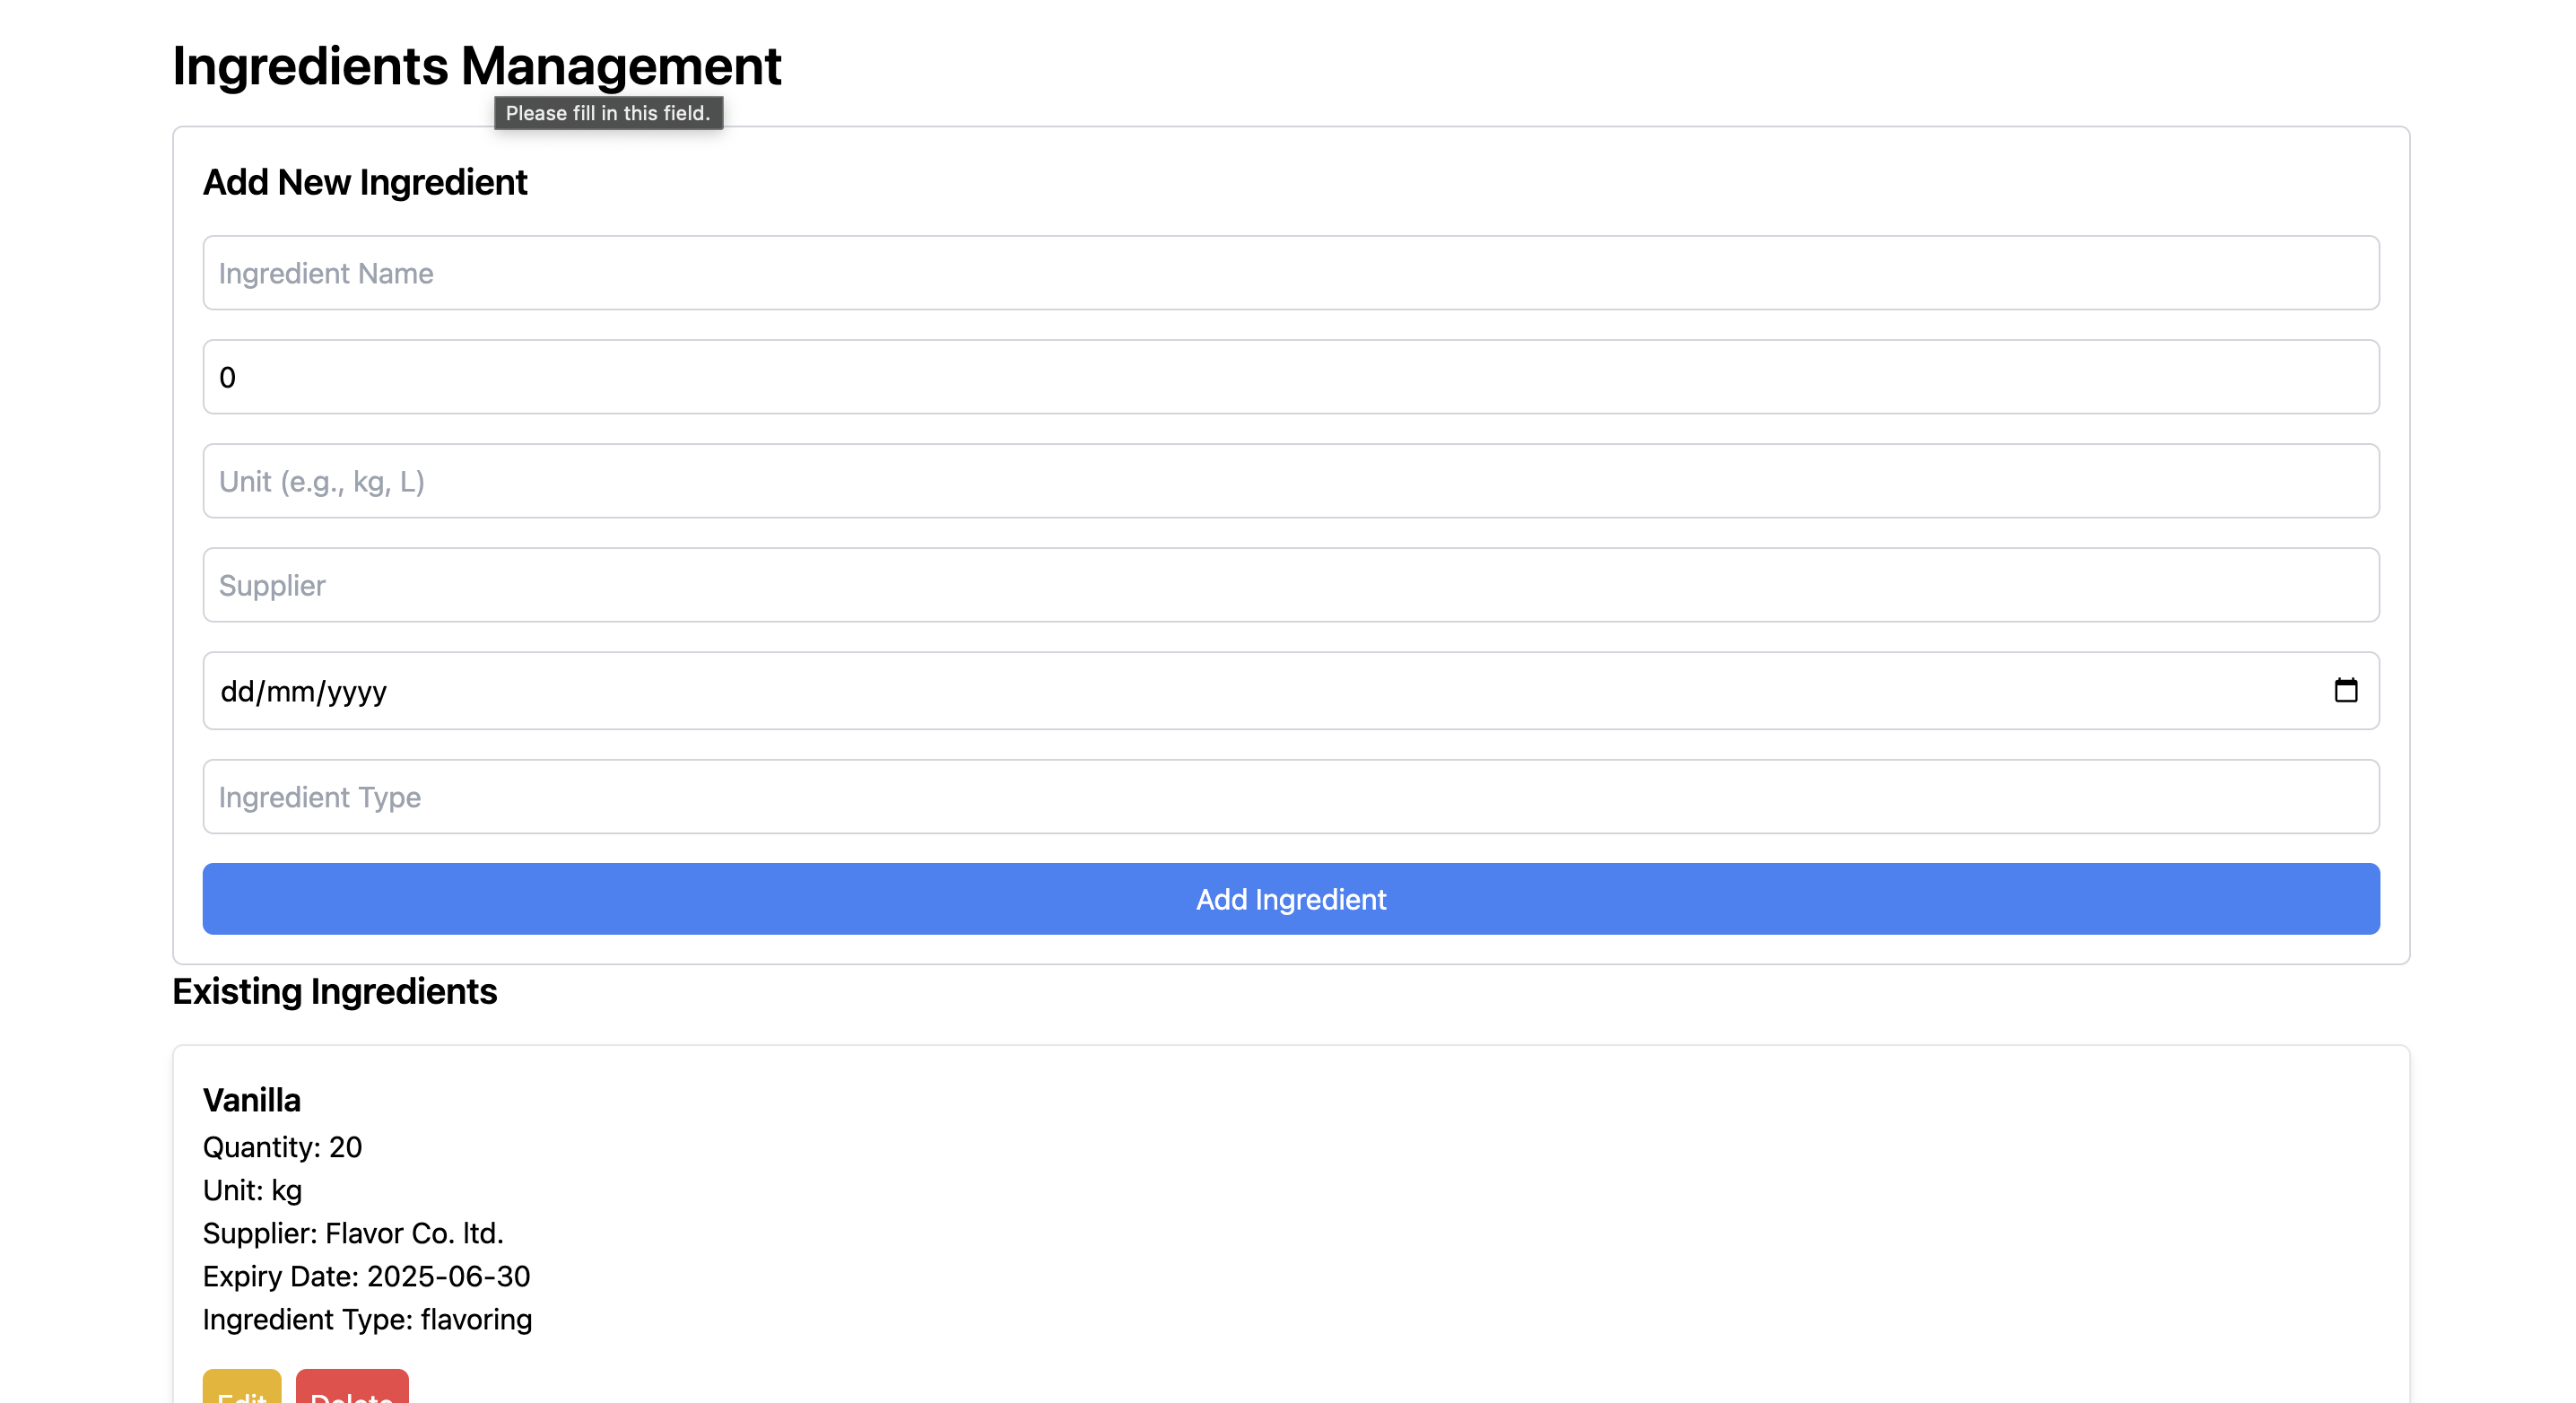 Ingredients Management
Please fill in this field.
Add New Ingredient
Ingredient Name
0
Unit (e.g., kg, L)
Supplier
dd/mm/yyyy
Ingredient Type
Add Ingredient
Existing Ingredients
Vanilla
Quantity: 20
Unit: kg
Supplier: Flavor Co. ltd.
Expiry Date: 2025-06-30
Ingredient Type: flavoring
Edit Delete